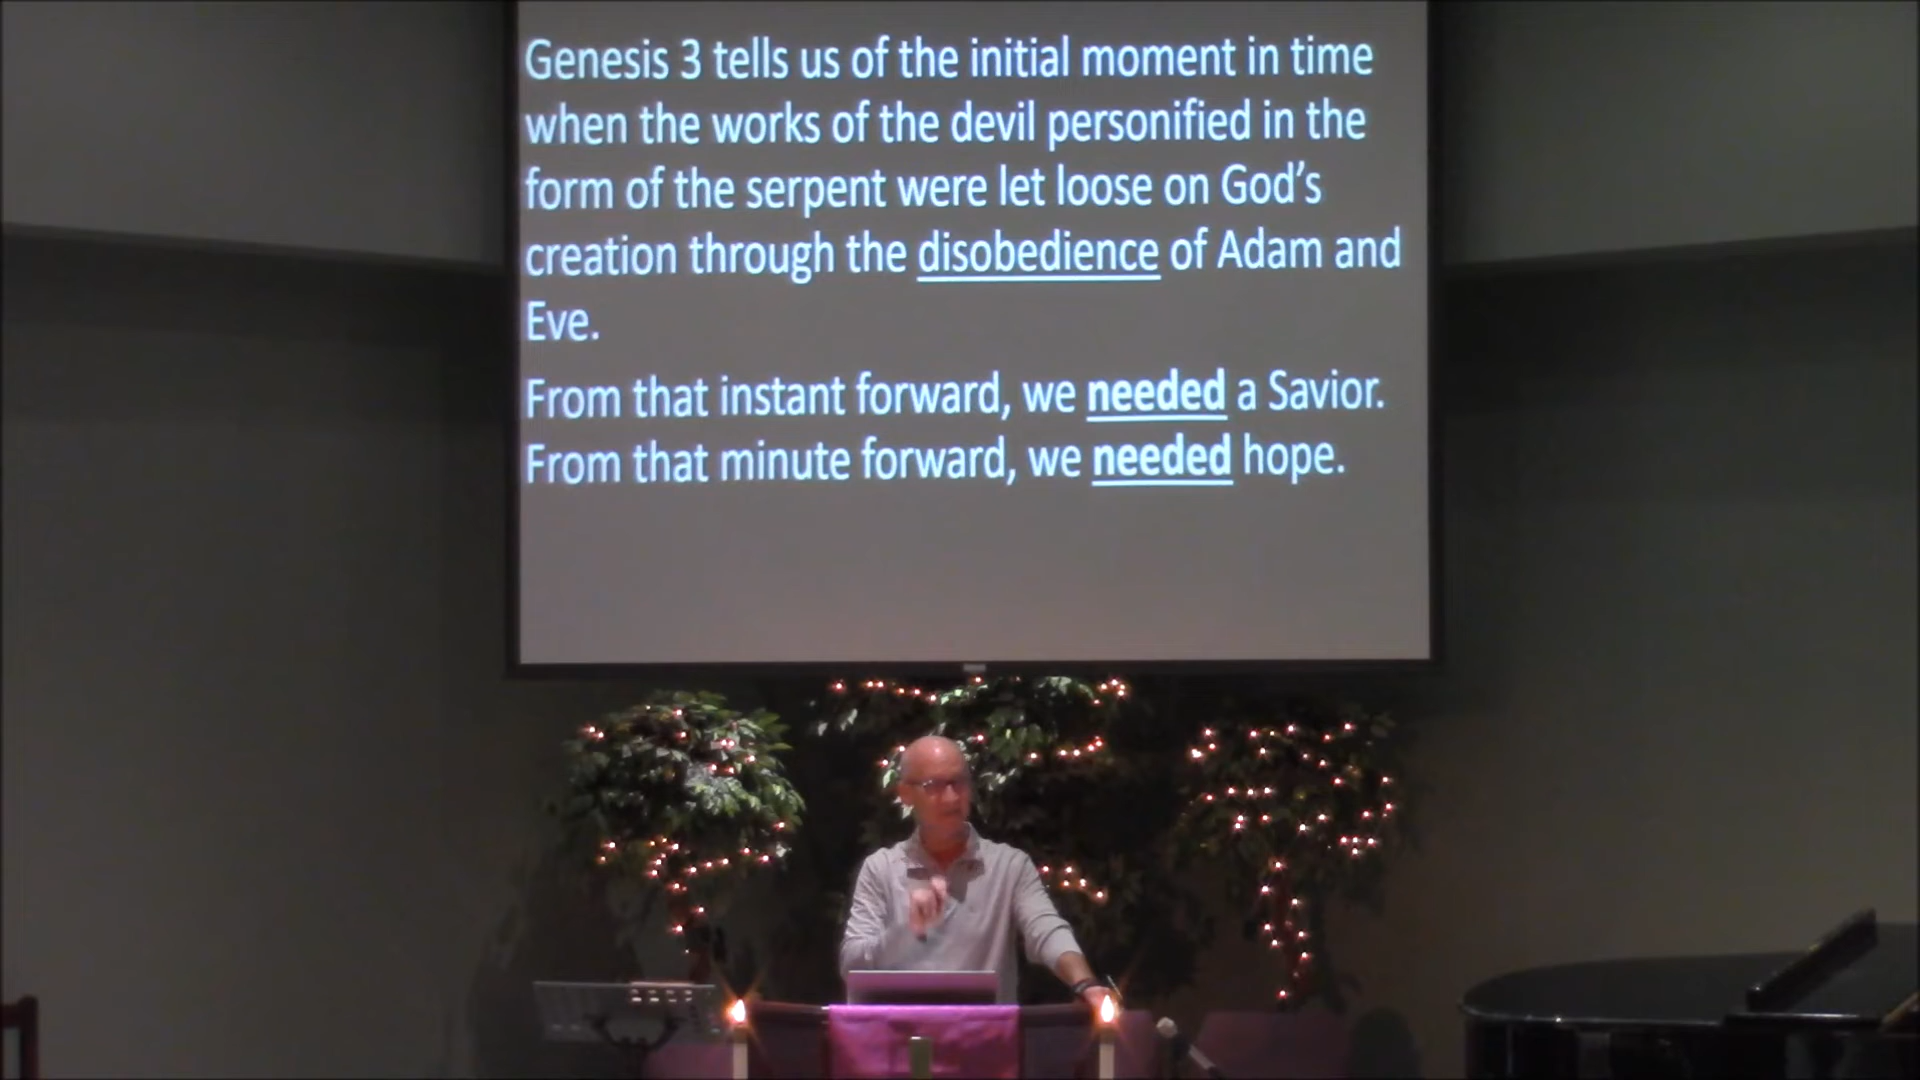 Genesis 3 tells us of the initial moment in time
when the works of the devil personified in the
form of the serpent were let loose on God’s
creation through the disobedience of Adam and
Eve.
From that instant forward, we needed a Savior.
From that minute forward, we needed hope.